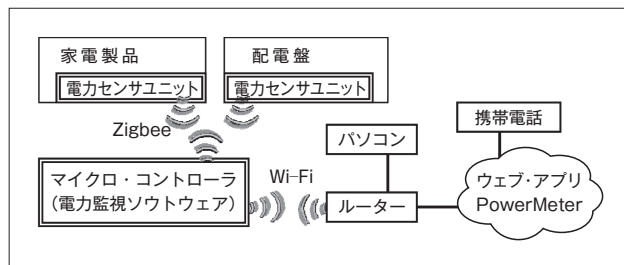 家電製品
配電盤
電力センサユニット
電力センサユニット
Zigbee
携帯電話
パソコン
Wi-Fi
マイクロ・コントローラ
(電力監視ソウトウェア)
ルーター
ウェブ・アプリ
PowerMeter